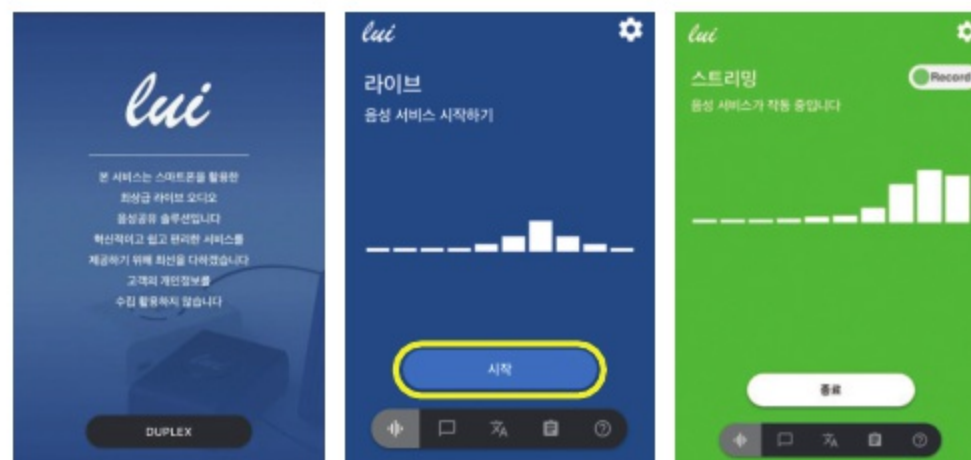 lui
본 서비스는 스마트폰을 활용한
최상급 라이브 오디오
음성공유 솔루션입니다
혁신적이고 쉽고 편리한 서비스를
제공하기 위해 최선을 다하겠습니다
고객의 개인정보를
수집 활용하지 않습니다
DUPLEX
lui
라이브
음성 서비스 시작하기
시작
lui
스트리밍
Record
음성 서비스가 작동 중입니다
종료